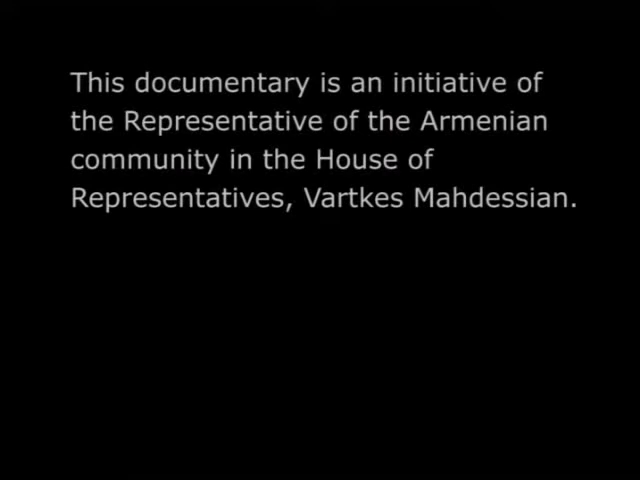 This documentary is an initiative of
the Representative of the Armenian
community in the House of
Representatives, Vartkes Mahdessian.